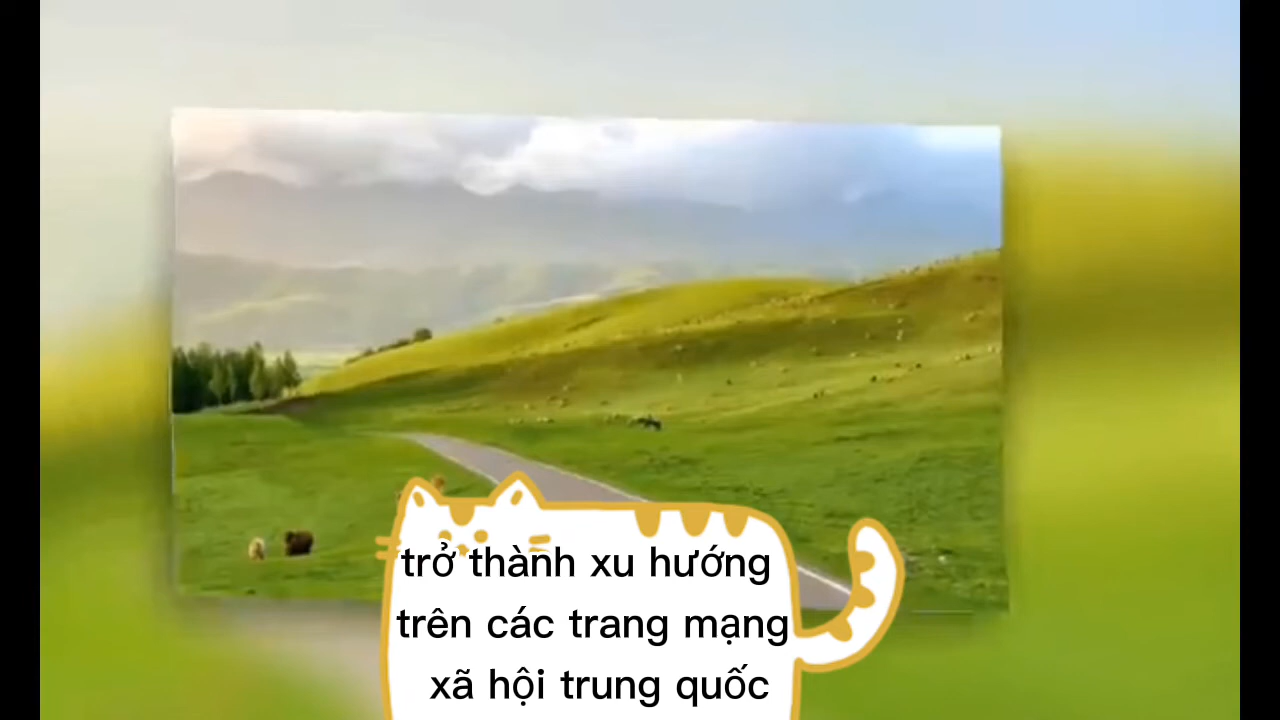 trở thành xu hướng
trên các trang mạng
xã hội trung quốc